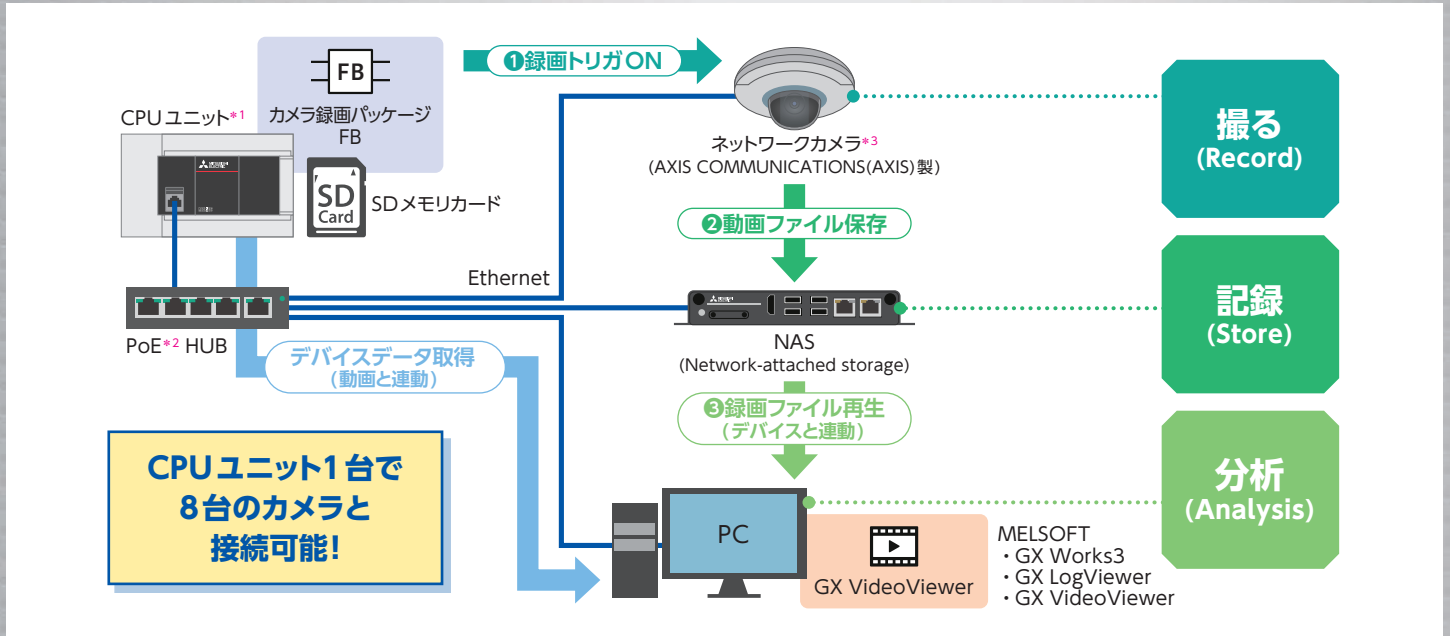 FB
カメラ録画パッケージ
FB
CPUユニット*1
SD
Card
SDメモリカード
❶録画トリガON
ネットワークカメラ*3
(AXIS COMMUNICATIONS(AXIS)製)
撮る
(Record)
❷動画ファイル保存
Ethernet
PoE*2 HUB
NAS
(Network-attached storage)
記録
(Store)
デバイスデータ取得
(動画と連動)
❸録画ファイル再生
(デバイスと連動)
CPUユニット1台で
8台のカメラと
接続可能!
PC
GX VideoViewer
MELSOFT
・GX Works3
・GX LogViewer
・GX VideoViewer
分析
(Analysis)